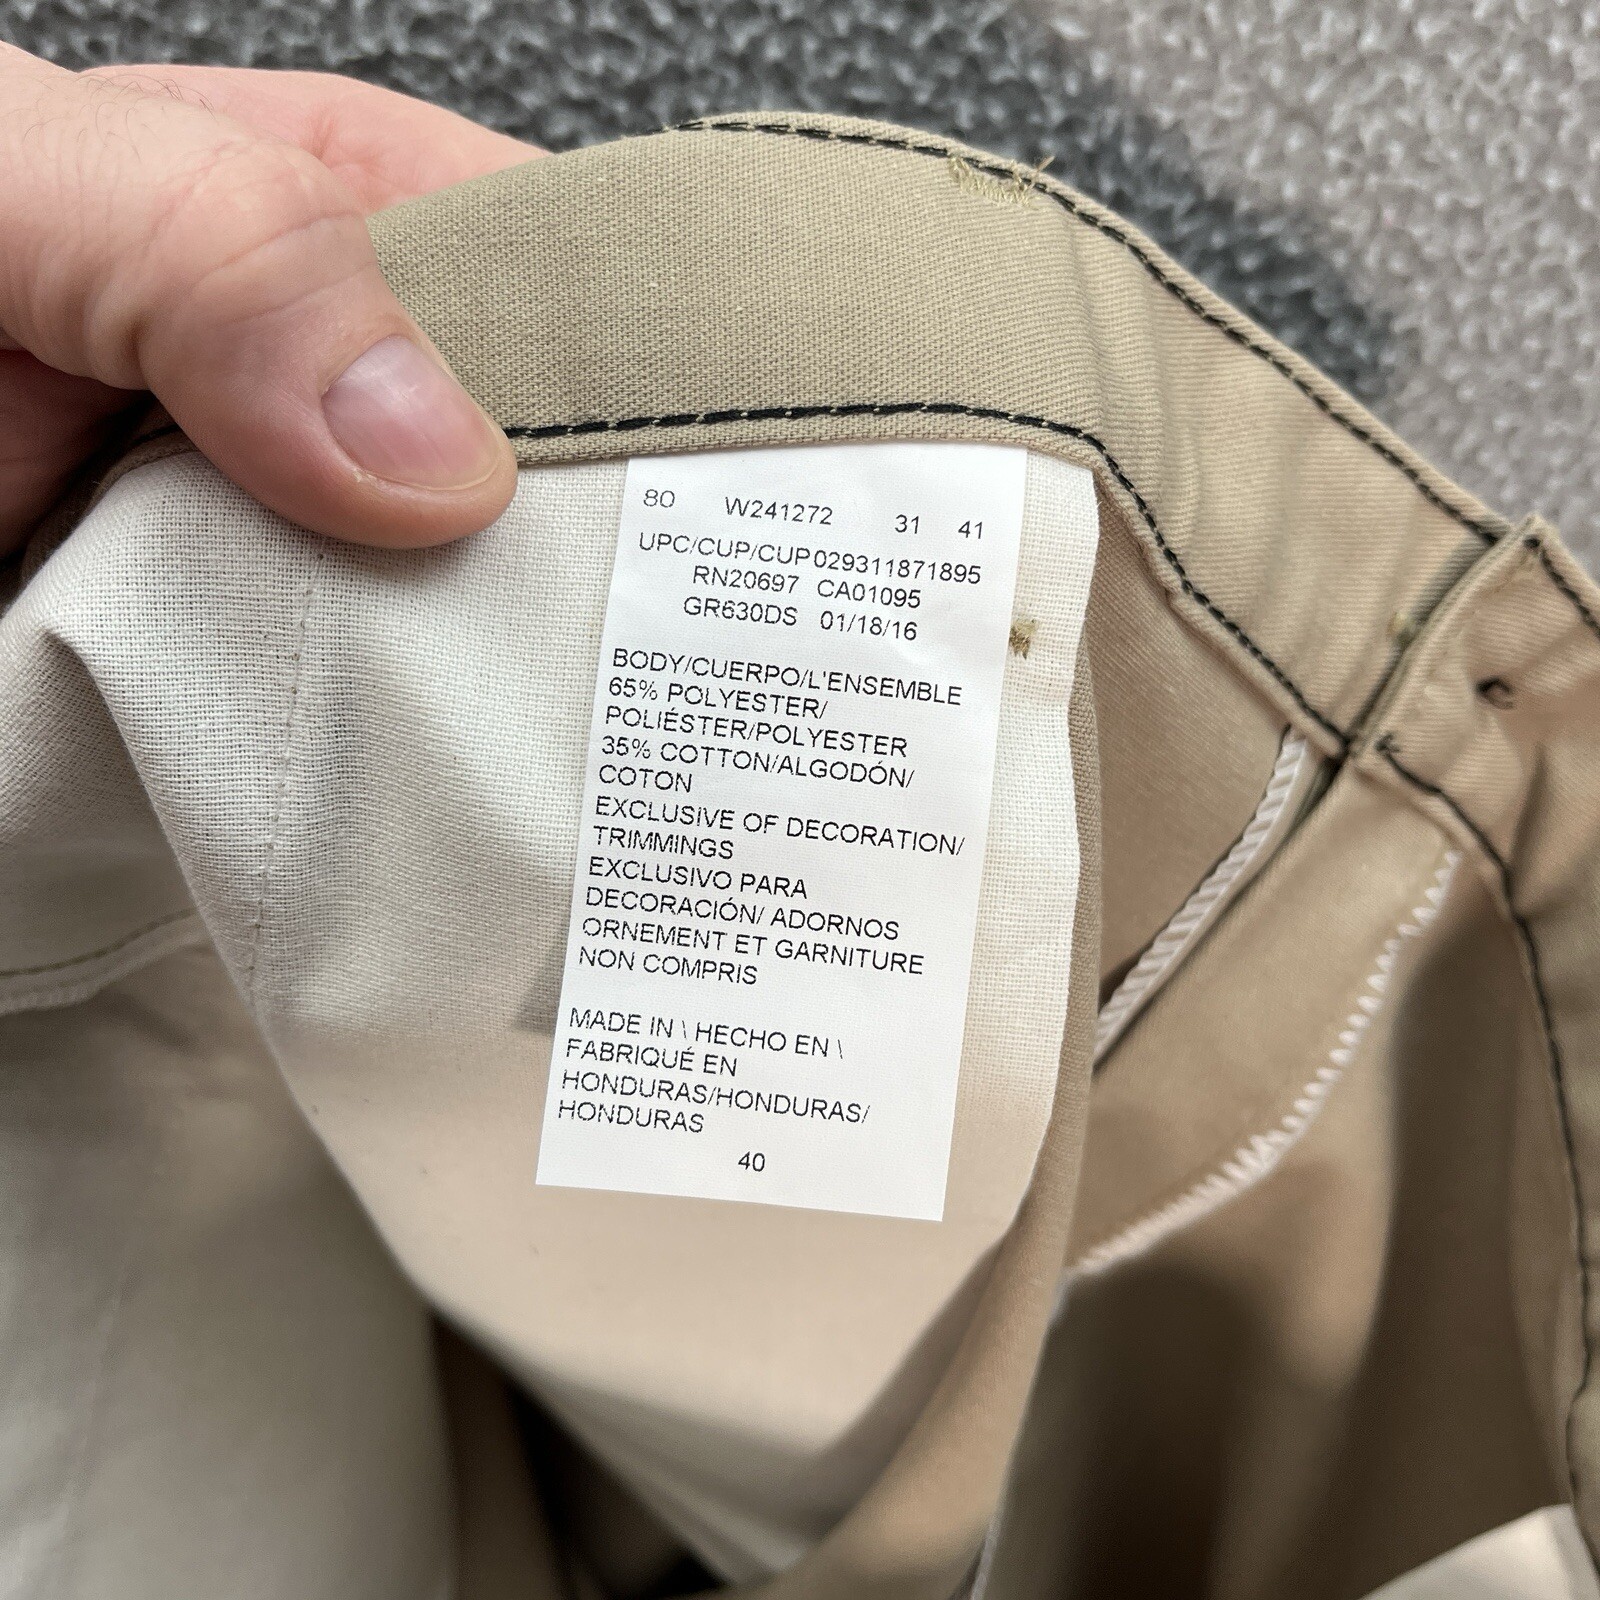 80 W241272 31 41
UPC/CUP/CUP029311871895
RN20697 CA01095
GR630DS 01/18/16
BODY/CUERPO/L'ENSEMBLE
65% POLYESTER/
POLIÉSTER/POLYESTER
35% COTTON/ALGODÓN/
COTON
EXCLUSIVE OF DECORATION/
TRIMMINGS
EXCLUSIVO PARA
DECORACIÓN/ ADORNOS
ORNEMENT ET GARNITURE
NON COMPRIS
MADE IN \ HECHO EN \
FABRIQUÉ EN
HONDURAS/HONDURAS/
HONDURAS
40